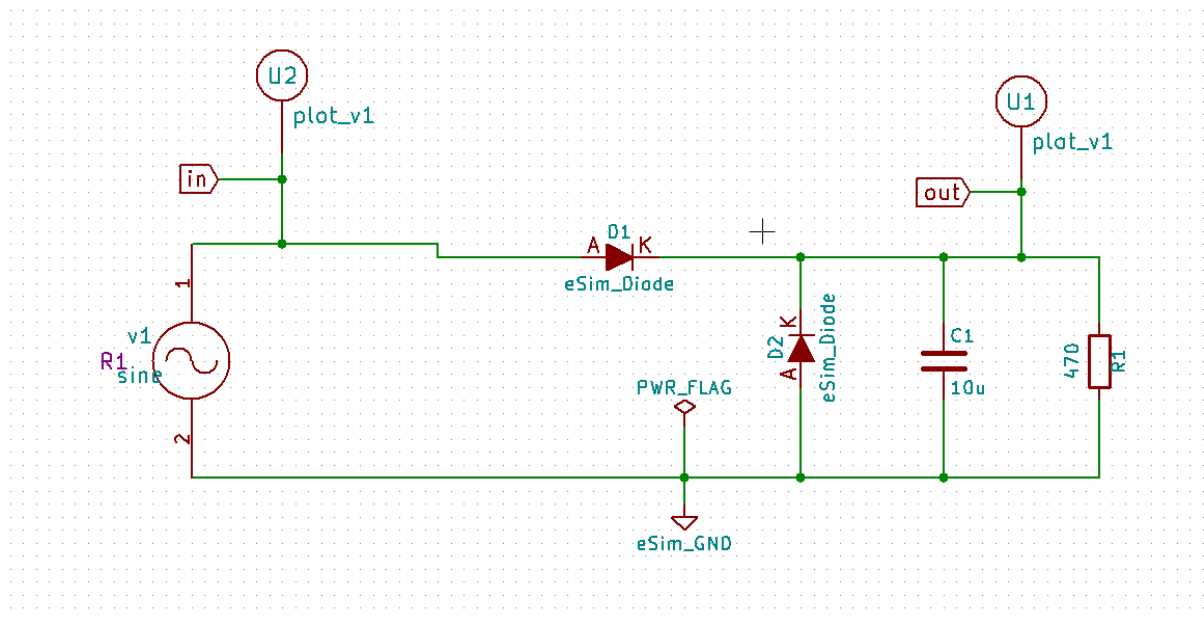 U2
plot_v1
U1
plot_v1
in
out
D1
A
K
eSim_Diode
1
v1
R1
sine
2
PWR_FLAG
eSim_GND
K
D2
A
eSim_Diode
C1
10u
470
R1